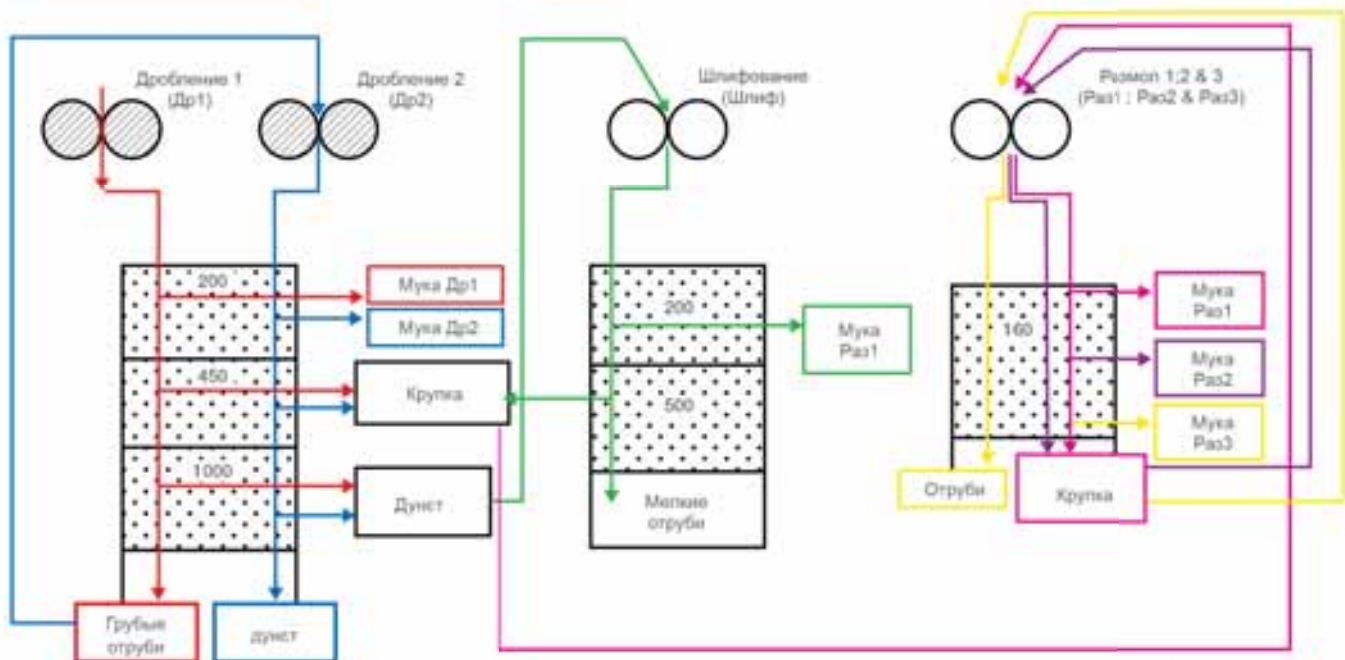 Дробление 1
(Др1)
Дробление 2
(Др2)
Шлифование
(Шлиф)
Размол 1;2 & 3
(Раз1 ; Раз2 & Раз3)
200
Мука Др1
Мука Др2
450
Крупка
1000
Дунст
Грубые
отруби
дунст
200
Мука
Раз1
500
Мелкие
отруби
160
Мука
Раз1
Мука
Раз2
Мука
Раз3
Отруби
Крупка